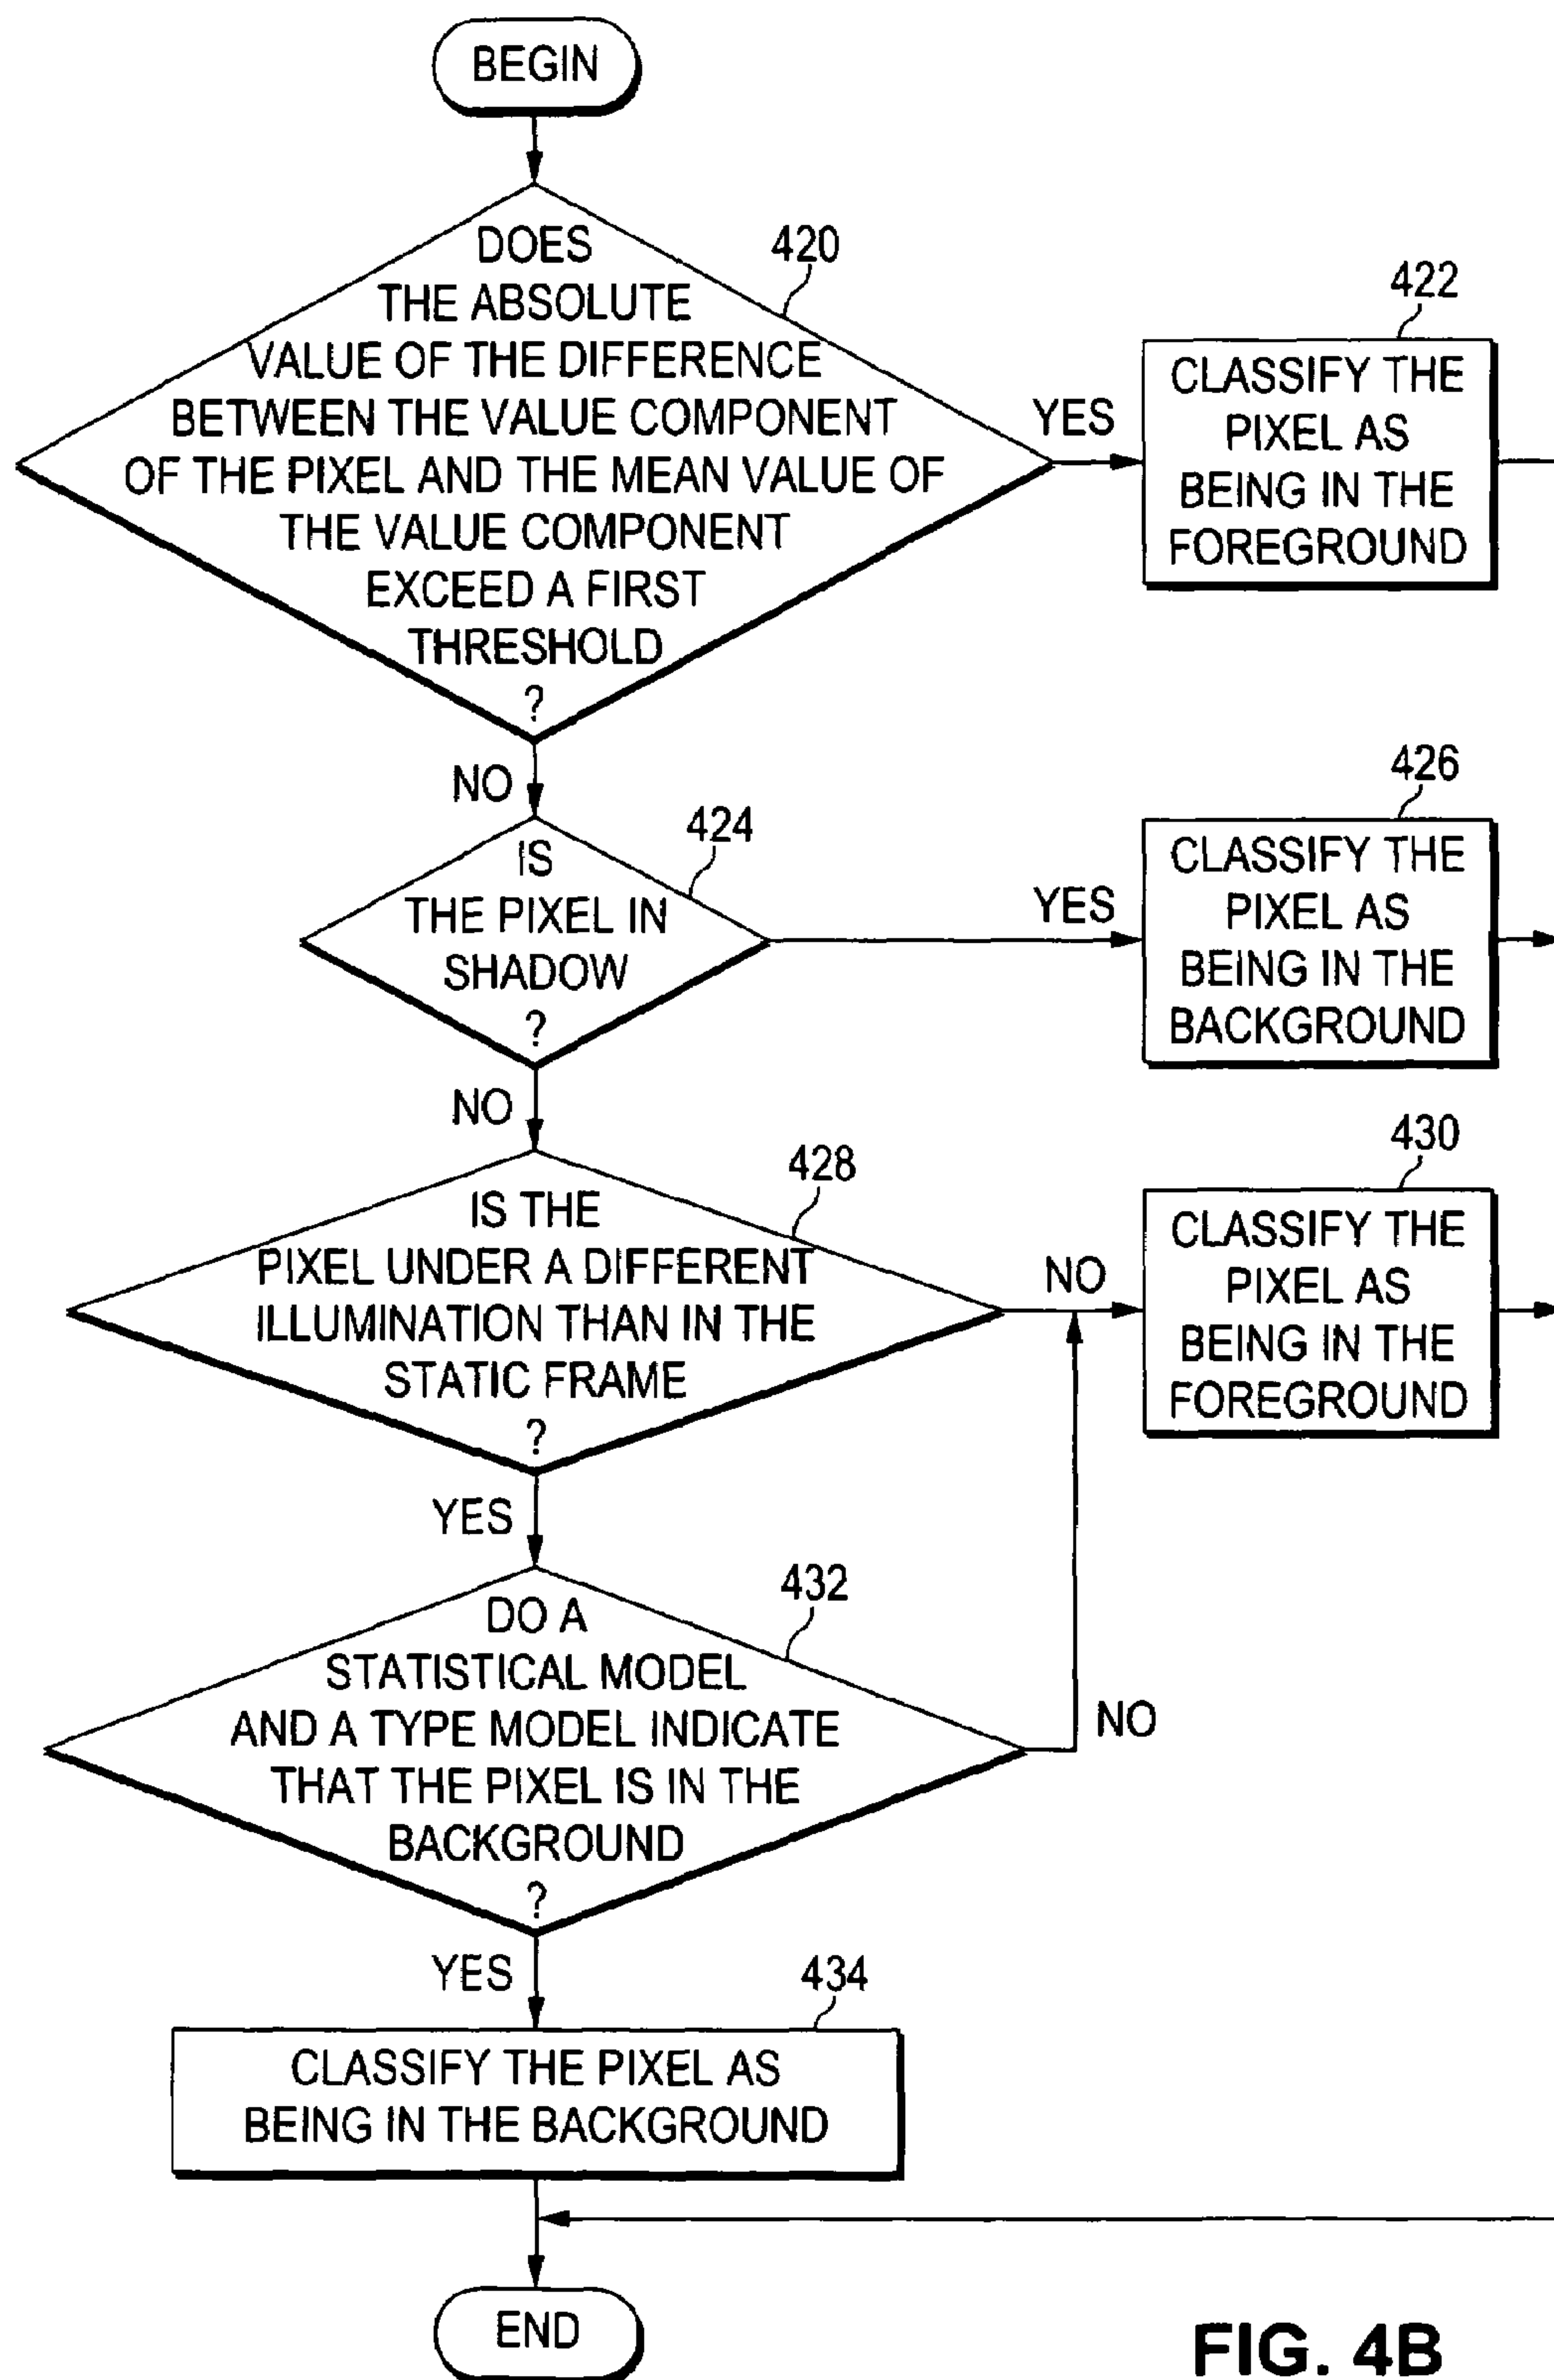 BEGIN
DOES
THE ABSOLUTE
VALUE OF THE DIFFERENCE
BETWEEN THE VALUE COMPONENT
OF THE PIXEL AND THE MEAN VALUE OF
THE VALUE COMPONENT
EXCEED A FIRST
THRESHOLD
?
420
YES
422
CLASSIFY THE
PIXEL AS
BEING IN THE
FOREGROUND
NO
IS
THE PIXEL IN
SHADOW
?
424
YES
426
CLASSIFY THE
PIXEL AS
BEING IN THE
BACKGROUND
NO
IS THE
PIXEL UNDER A DIFFERENT
ILLUMINATION THAN IN THE
STATIC FRAME
?
428
NO
430
CLASSIFY THE
PIXEL AS
BEING IN THE
FOREGROUND
YES
DO A
STATISTICAL MODEL
AND A TYPE MODEL INDICATE
THAT THE PIXEL IS IN THE
BACKGROUND
?
432
NO
YES
434
CLASSIFY THE PIXEL AS
BEING IN THE BACKGROUND
END
FIG. 4B